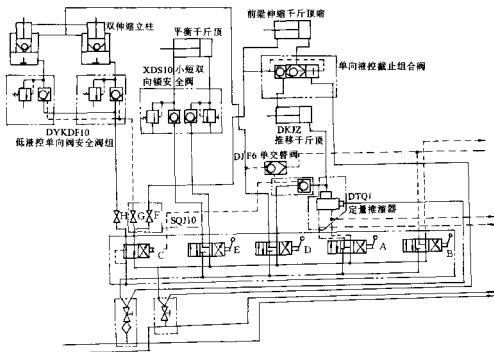 双伸缩立柱
平衡千斤顶
前梁伸缩千斤顶缩
XDS10小短双
向锁安全阀
单向液控截止组合阀
DYKDF10
低液控单向阀安全阀组
DKJZ
推移千斤顶
DJF6单交替阀
DTQ1
定量推溜器
H G F
SQJ10
C E D A B